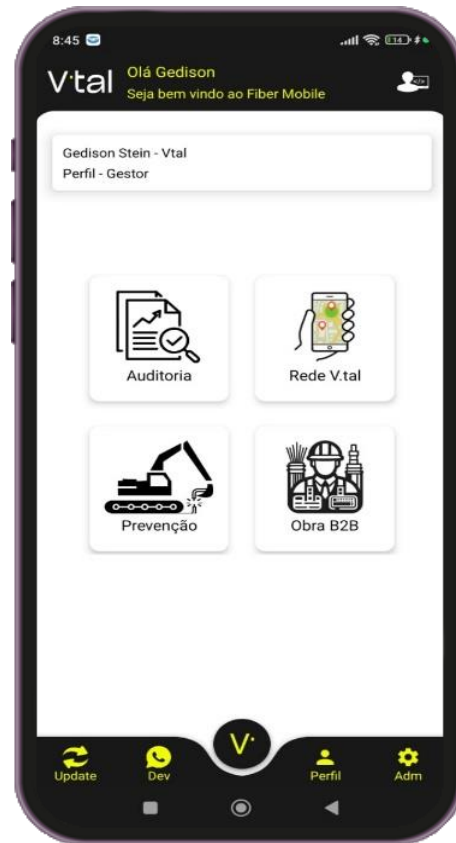 8:45
V.tal
Olá Gedison
Seja bem vindo ao Fiber Mobile
Gedison Stein - Vtal
Perfil - Gestor
Auditoria
Rede V.tal
Prevenção
Obra B2B
V.
Update
Dev
Perfil
Adm